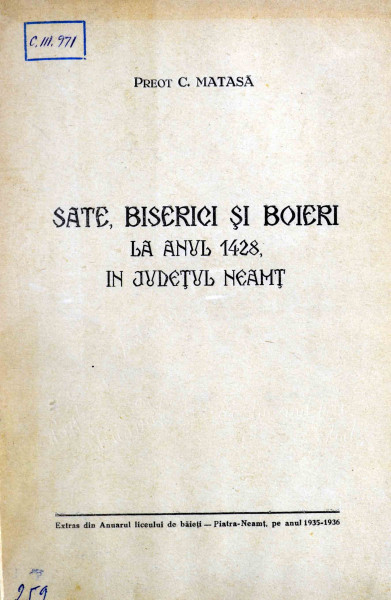 C. III. 971
PREOT C. MATASĂ
SATE, BISERICI ŞI BOIERI
LA ANUL 1428,
IN JUDEŢUL NEAMŢ
Extras din Anuarul liceului de băieţi — Piatra-Neamţ, pe anul 1935-1936
259